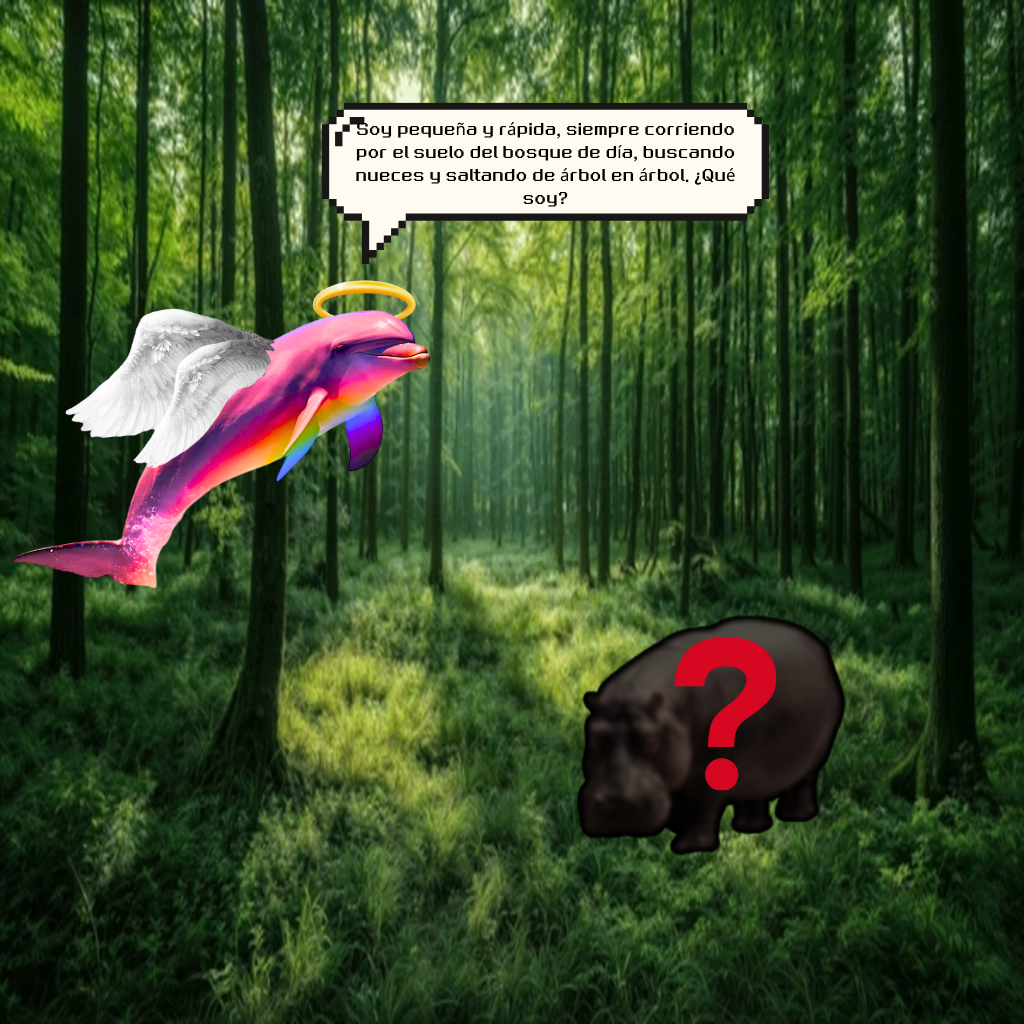 Soy pequeña y rápida, siempre corriendo
por el suelo del bosque de día, buscando
nueces y saltando de árbol en árbol. ¿Qué
soy?
?